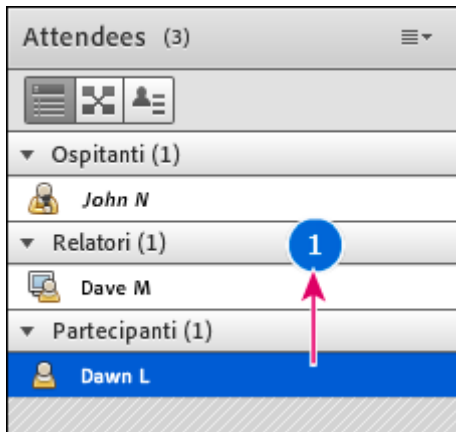 Attendees (3)
Ospitanti (1)
John N
Relatori (1)
1
Dave M
Partecipanti (1)
Dawn L